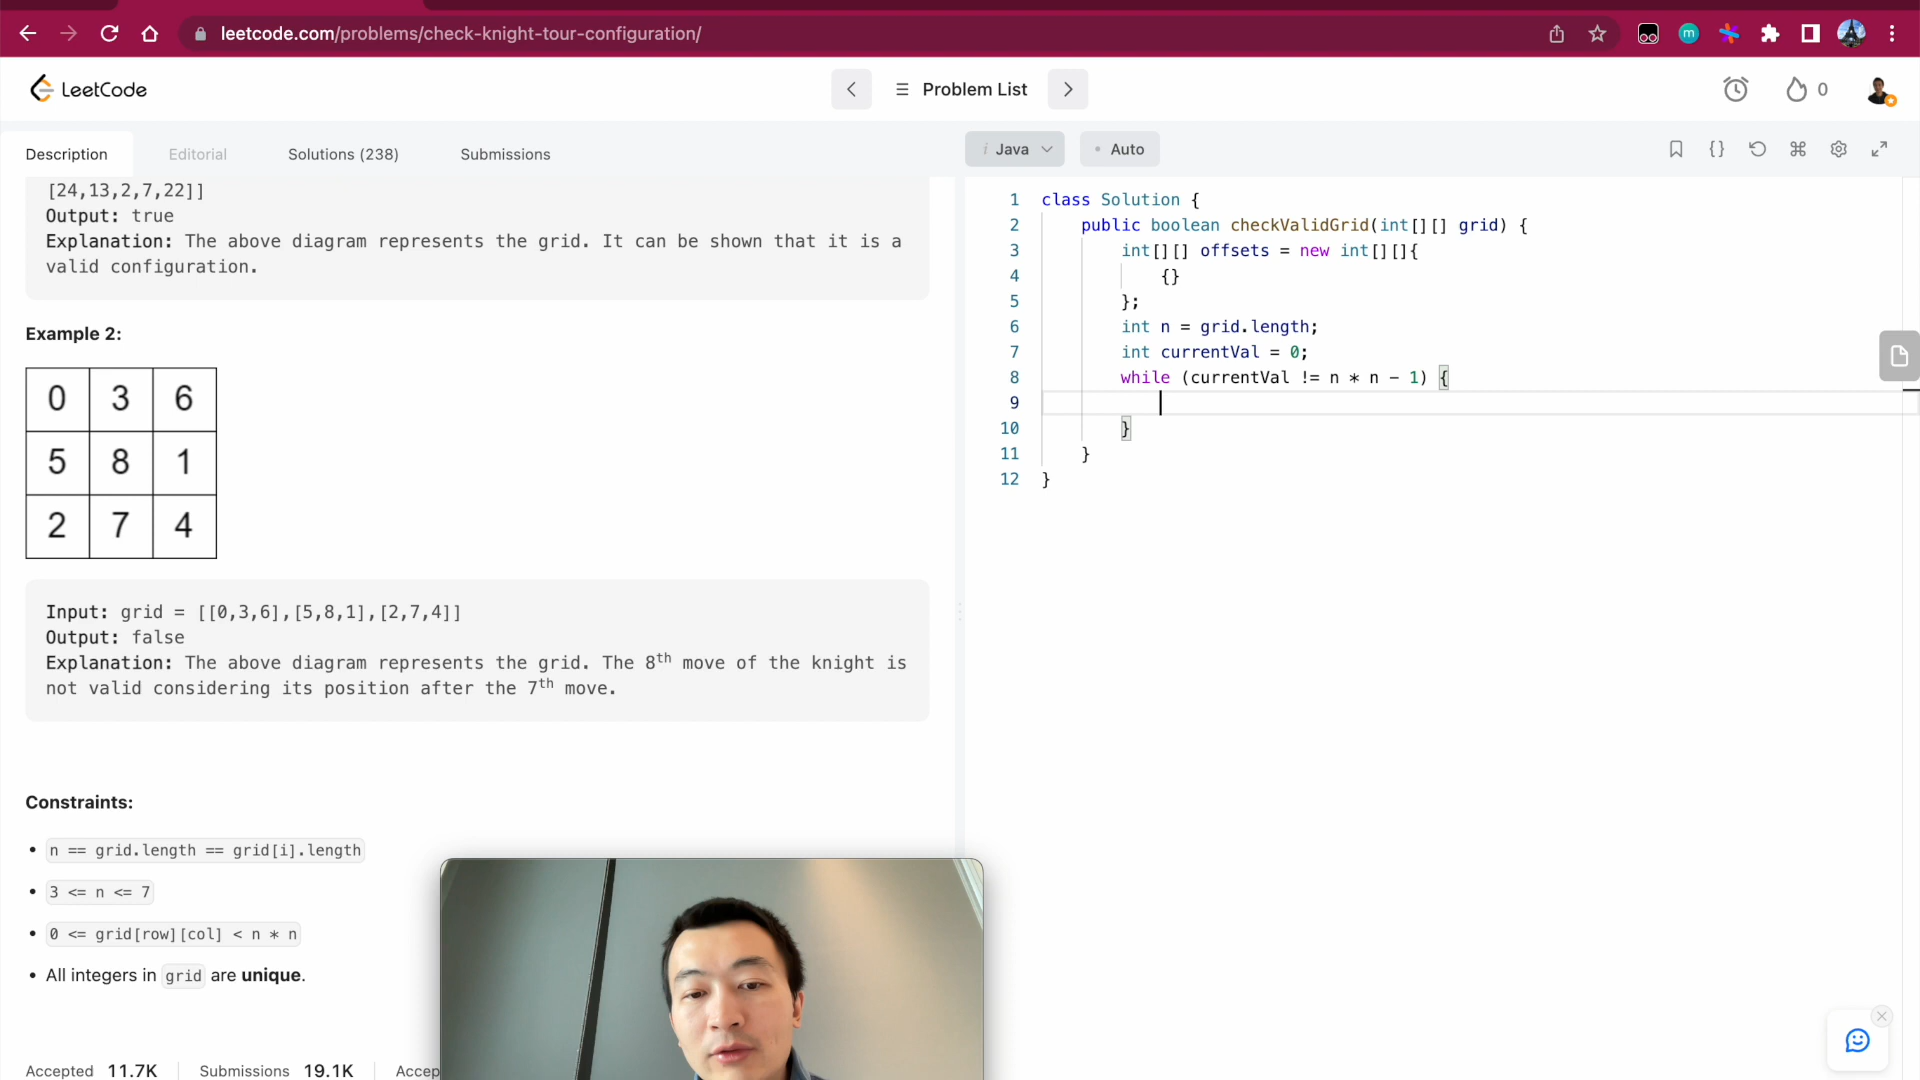 leetcode.com/problems/check-knight-tour-configuration/
LeetCode
Problem List
0
Description
Editorial
Solutions (238)
Submissions
i Java
• Auto
[24,13,2,7,22]]
Output: true
Explanation: The above diagram represents the grid. It can be shown that it is a
valid configuration.
Example 2:
0 3 6
5 8 1
2 7 4
Input: grid = [[0,3,6],[5,8,1],[2,7,4]]
Output: false
Explanation: The above diagram represents the grid. The 8th move of the knight is
not valid considering its position after the 7th move.
Constraints:
• n == grid.length == grid[i].length
• 3 <= n <= 7
• 0 <= grid[row][col] < n * n
• All integers in grid are unique.
Accepted 11.7K
Submissions 19.1K
Accep
1 class Solution {
2 public boolean checkValidGrid(int[][] grid) {
3 int[][] offsets = new int[][]{
4 {}
5 };
6 int n = grid.length;
7 int currentVal = 0;
8 while (currentVal != n * n - 1) {
9
10 }
11 }
12 }